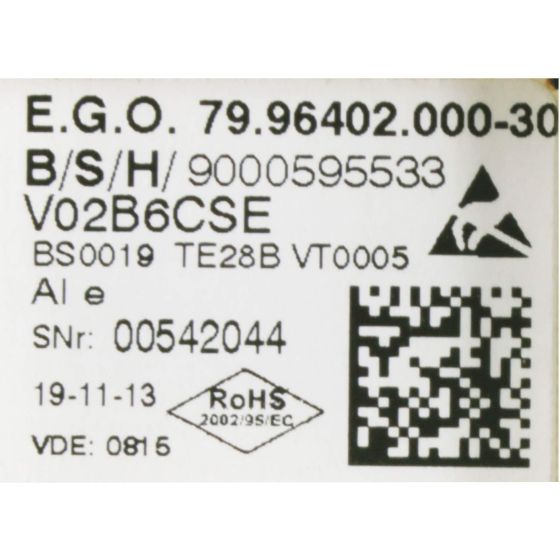 E.G.O. 79.96402.000-30
B/S/H/ 9000595533
V02B6CSE
BS0019 TE28B VT0005
AI e
SNr: 00542044
19-11-13
RoHS
2002/95/EC
VDE: 0815